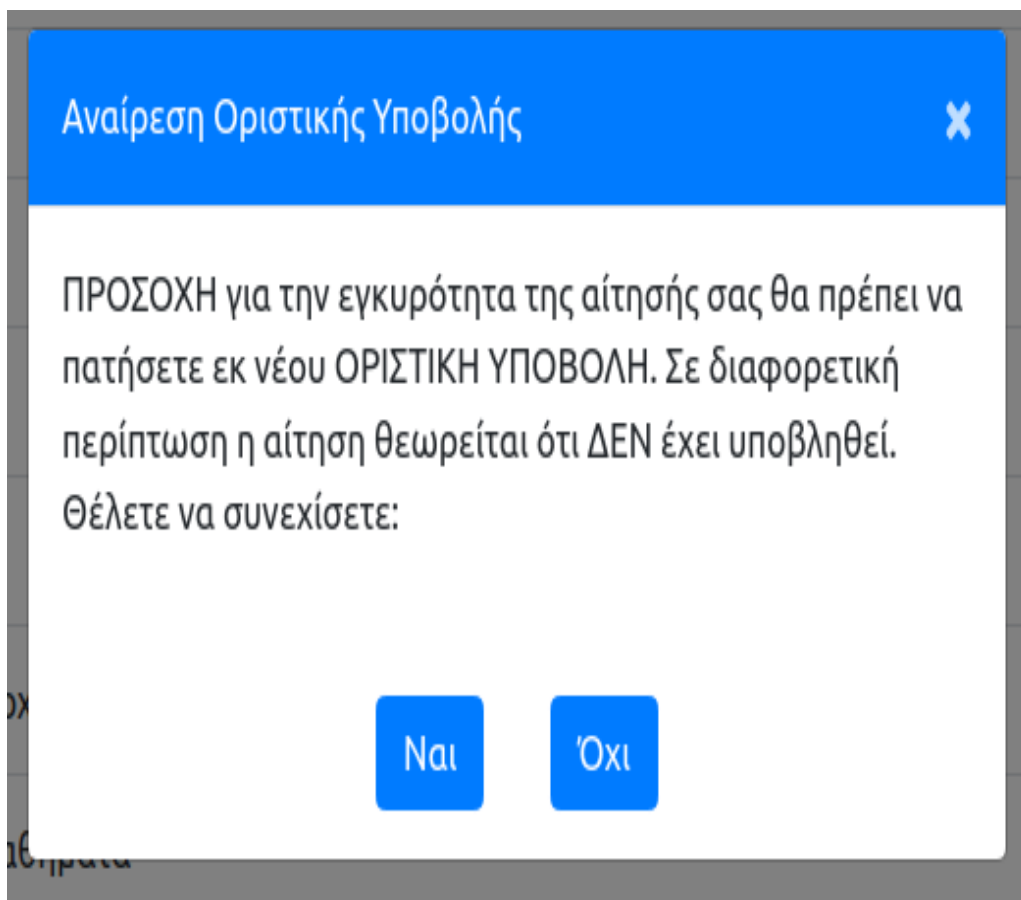 Αναίρεση Οριστικής Υποβολής
ΠΡΟΣΟΧΗ για την εγκυρότητα της αίτησής σας θα πρέπει να
πατήσετε εκ νέου ΟΡΙΣΤΙΚΗ ΥΠΟΒΟΛΗ. Σε διαφορετική
περίπτωση η αίτηση θεωρείται ότι ΔΕΝ έχει υποβληθεί.
Θέλετε να συνεχίσετε:
Ναι Όχι